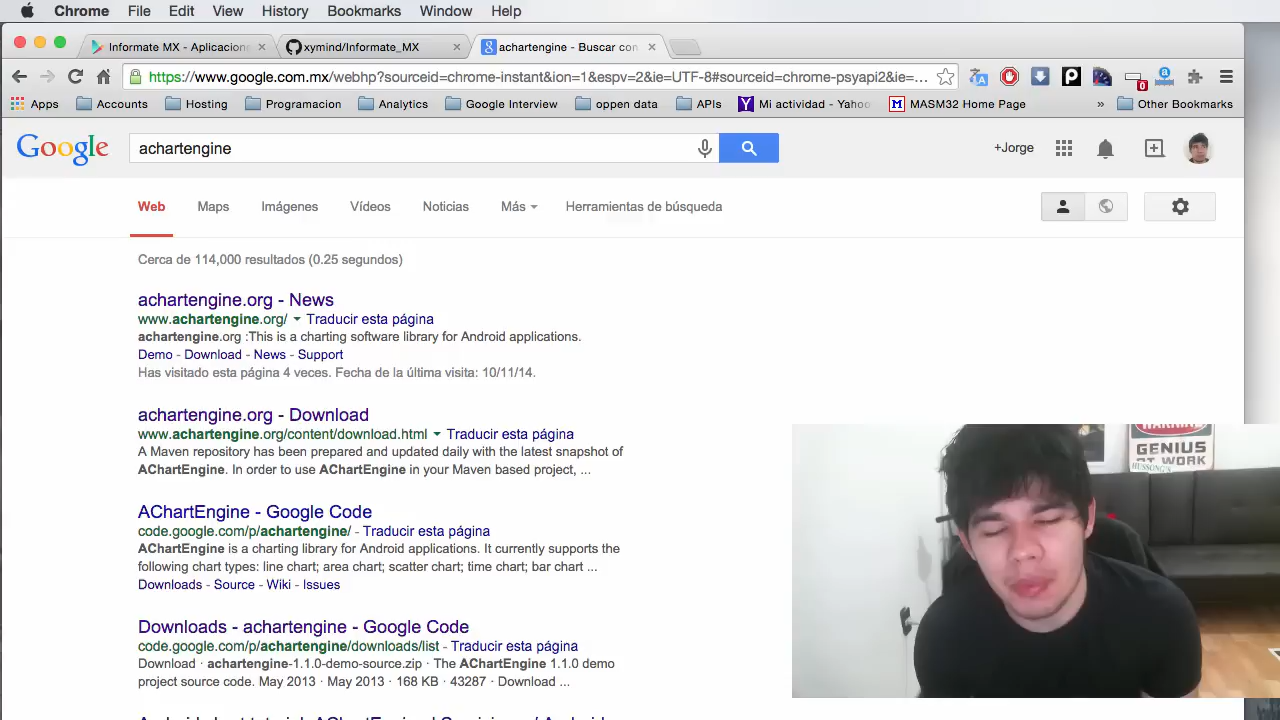 Chrome File Edit View History Bookmarks Window Help
Informate MX - Aplicacion
xymind/Informate_MX
achartengine - Buscar con
https://www.google.com.mx/webhp?sourceid=chrome-instant&ion=1&espv=2&ie=UTF-8#sourceid=chrome-psyapi2&ie=...
Apps Accounts Hosting Programacion Analytics Google Interview oppen data APIS Mi actividad - Yahoo MASM32 Home Page » Other Bookmarks
Google achartengine +Jorge
Web Maps Imágenes Vídeos Noticias Más Herramientas de búsqueda
Cerca de 114,000 resultados (0.25 segundos)
achartengine.org - News
www.achartengine.org/ Traducir esta página
achartengine.org :This is a charting software library for Android applications.
Demo - Download - News - Support
Has visitado esta página 4 veces. Fecha de la última visita: 10/11/14.
achartengine.org - Download
www.achartengine.org/content/download.html Traducir esta página
A Maven repository has been prepared and updated daily with the latest snapshot of
AChartEngine. In order to use AChartEngine in your Maven based project, ...
AChartEngine - Google Code
code.google.com/p/achartengine/ - Traducir esta página
AChartEngine is a charting library for Android applications. It currently supports the
following chart types: line chart; area chart; scatter chart; time chart; bar chart ...
Downloads - Source - Wiki - Issues
Downloads - achartengine - Google Code
code.google.com/p/achartengine/downloads/list - Traducir esta página
Download · achartengine-1.1.0-demo-source.zip · The AChartEngine 1.1.0 demo
project source code. May 2013 · May 2013 · 168 KB · 43287 · Download ...
GENIUS
AT WORK
HUSSONG'S